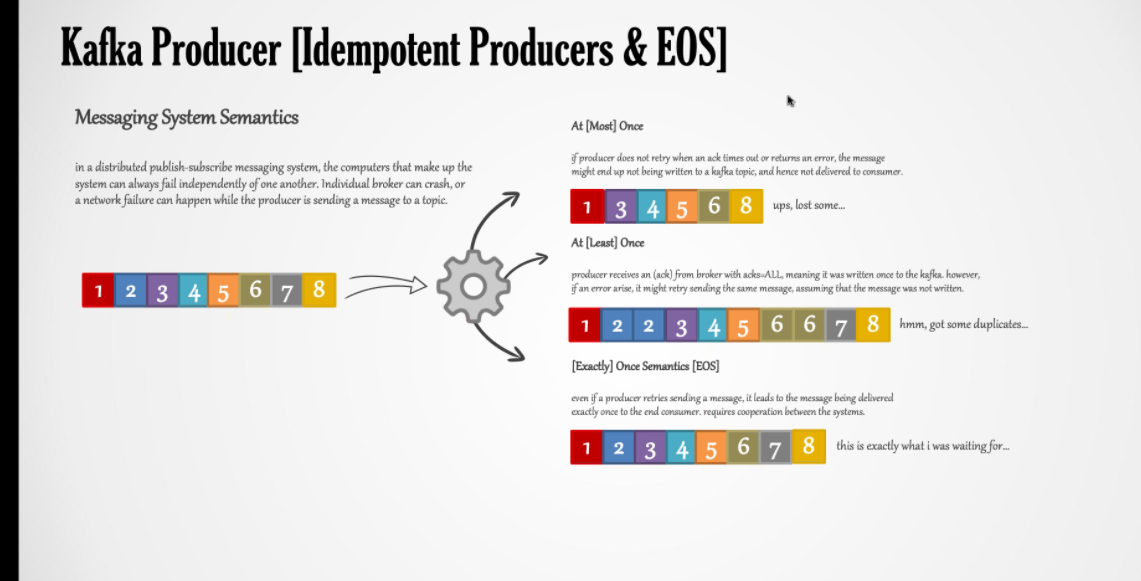 Kafka Producer [Idempotent Producers & EOS]
Messaging System Semantics
in a distributed publish-subscribe messaging system, the computers that make up the
system can always fail independently of one another. Individual broker can crash, or
a network failure can happen while the producer is sending a message to a topic.
1 2 3 4 5 6 7 8
At [Most] Once
if producer does not retry when an ack times out or returns an error, the message
might end up not being written to a kafka topic, and hence not delivered to consumer.
1 3 4 5 6 8 ups, lost some...
At [Least] Once
producer receives an (ack) from broker with acks=ALL, meaning it was written once to the kafka. however,
if an error arise, it might retry sending the same message, assuming that the message was not written.
1 2 2 3 4 5 6 6 7 8 hmm, got some duplicates...
[Exactly] Once Semantics [EOS]
even if a producer retries sending a message, it leads to the message being delivered
exactly once to the end consumer. requires cooperation between the systems.
1 2 3 4 5 6 7 8 this is exactly what i was waiting for...